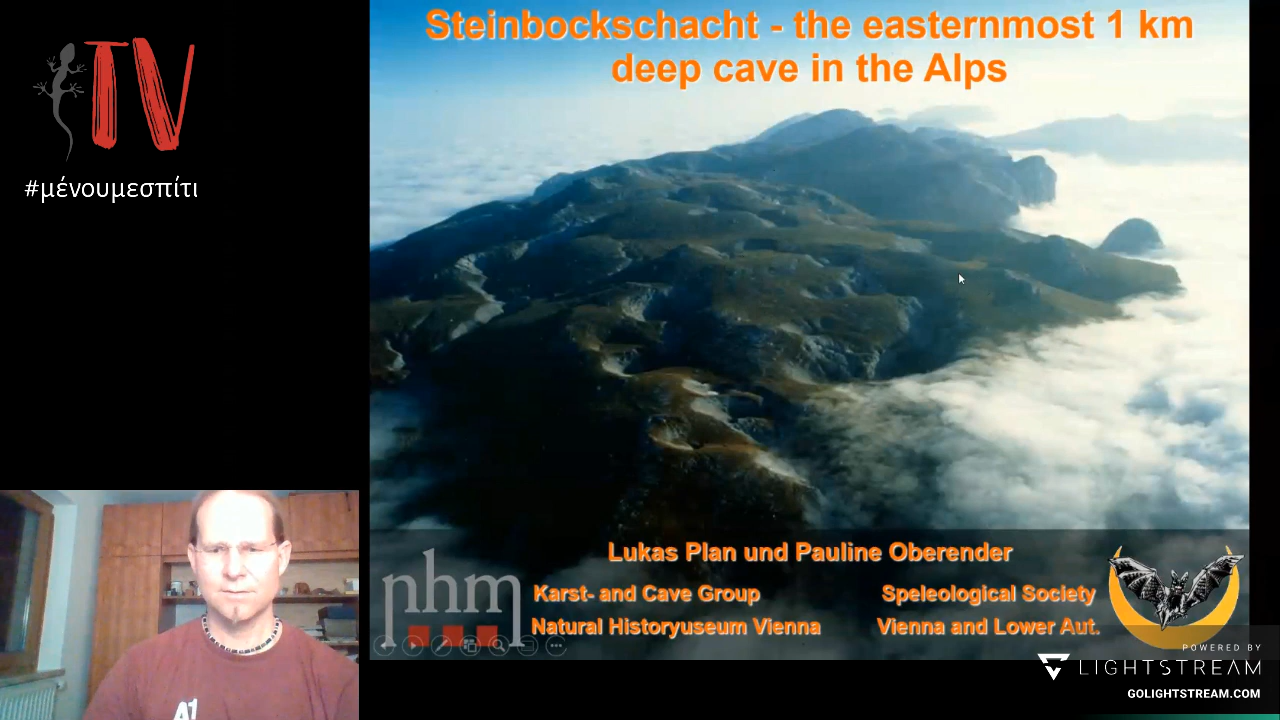 TV
#μένουμεσπίτι
Steinbockschacht - the easternmost 1 km
deep cave in the Alps
Lukas Plan und Pauline Oberender
Karst- and Cave Group
Natural Historyuseum Vienna
Speleological Society
Vienna and Lower Aut.
nhm
A1
POWERED BY
LIGHTSTREAM
GOLIGHTSTREAM.COM